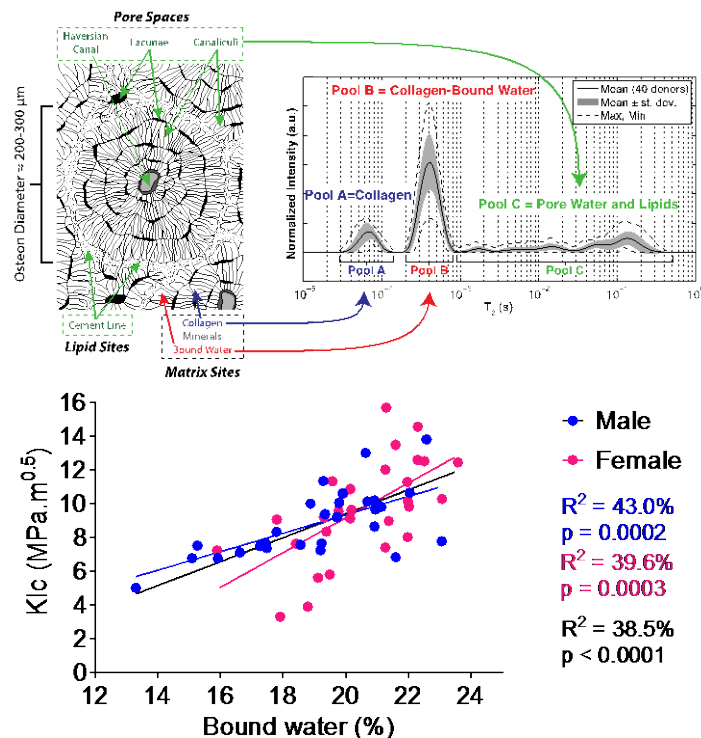 Pore Spaces
Haversian
Canal
Lacunae
Canaliculi
Osteon Diameter ≈ 200-300 μm
Cement Line
Lipid Sites
Collagen
Minerals
Bound Water
Matrix Sites
Pool B = Collagen-Bound Water
Mean (40 donors)
Mean ± st. dev.
Max, Min
Pool A=Collagen
Pool C = Pore Water and Lipids
Normalized Intensity (a.u.)
Pool A
Pool B
Pool C
T₂ (s)
KIc (MPa.m^0.5)
16
14
12
10
8
6
4
2
0
12 14 16 18 20 22 24
Bound water (%)
Male
Female
R² = 43.0%
p = 0.0002
R² = 39.6%
p = 0.0003
R² = 38.5%
p < 0.0001